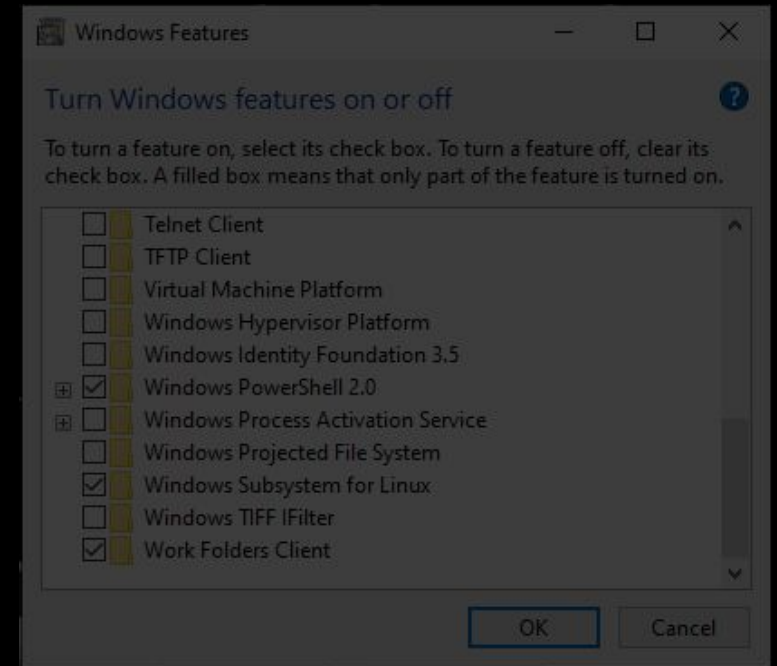 Windows Features
Turn Windows features on or off
To turn a feature on, select its check box. To turn a feature off, clear its
check box. A filled box means that only part of the feature is turned on.
Telnet Client
TFTP Client
Virtual Machine Platform
Windows Hypervisor Platform
Windows Identity Foundation 3.5
Windows PowerShell 2.0
Windows Process Activation Service
Windows Projected File System
Windows Subsystem for Linux
Windows TIFF IFilter
Work Folders Client
OK Cancel